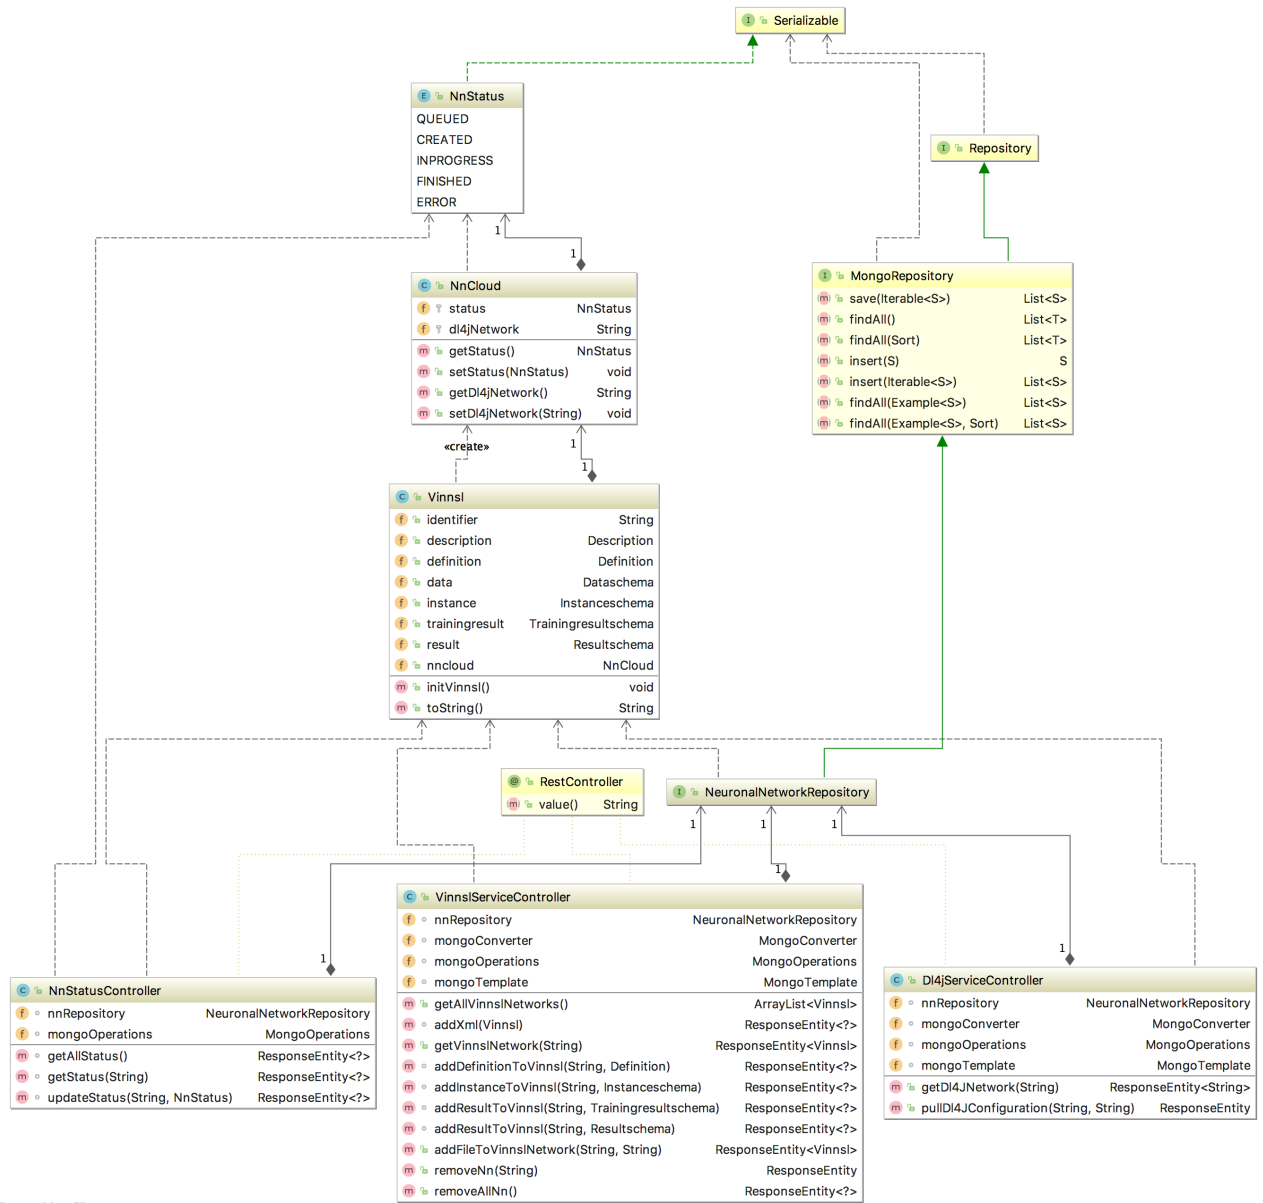 I Serializable
E NnStatus
QUEUED
CREATED
INPROGRESS
FINISHED
ERROR
I Repository
1
1
C NnCloud
f status NnStatus
f dl4jNetwork String
m getStatus() NnStatus
m setStatus(NnStatus) void
m getDl4jNetwork() String
m setDl4jNetwork(String) void
I MongoRepository
m save(Iterable<S>) List<S>
m findAll() List<T>
m findAll(Sort) List<T>
m insert(S) S
m insert(Iterable<S>) List<S>
m findAll(Example<S>) List<S>
m findAll(Example<S>, Sort) List<S>
«create»
1
1
C Vinnsl
f identifier String
f description Description
f definition Definition
f data Dataschema
f instance Instanceschema
f trainingresult Trainingresultschema
f result Resultschema
f nncloud NnCloud
m initVinnsl() void
m toString() String
@ RestController
m value() String
I NeuronalNetworkRepository
1
1
1
1
1
1
C VinnslServiceController
f nnRepository NeuronalNetworkRepository
f mongoConverter MongoConverter
f mongoOperations MongoOperations
f mongoTemplate MongoTemplate
m getAllVinnslNetworks() ArrayList<Vinnsl>
m addXml(Vinnsl) ResponseEntity<?>
m getVinnslNetwork(String) ResponseEntity<Vinnsl>
m addDefinitionToVinnsl(String, Definition) ResponseEntity<?>
m addInstanceToVinnsl(String, Instanceschema) ResponseEntity<?>
m addResultToVinnsl(String, Trainingresultschema) ResponseEntity<?>
m addResultToVinnsl(String, Resultschema) ResponseEntity<?>
m addFileToVinnslNetwork(String, String) ResponseEntity<Vinnsl>
m removeNn(String) ResponseEntity
m removeAllNn() ResponseEntity<?>
C NnStatusController
f nnRepository NeuronalNetworkRepository
f mongoOperations MongoOperations
m getAllStatus() ResponseEntity<?>
m getStatus(String) ResponseEntity<?>
m updateStatus(String, NnStatus) ResponseEntity<?>
C Dl4jServiceController
f nnRepository NeuronalNetworkRepository
f mongoConverter MongoConverter
f mongoOperations MongoOperations
f mongoTemplate MongoTemplate
m getDl4JNetwork(String) ResponseEntity<String>
m pullDl4JConfiguration(String, String) ResponseEntity